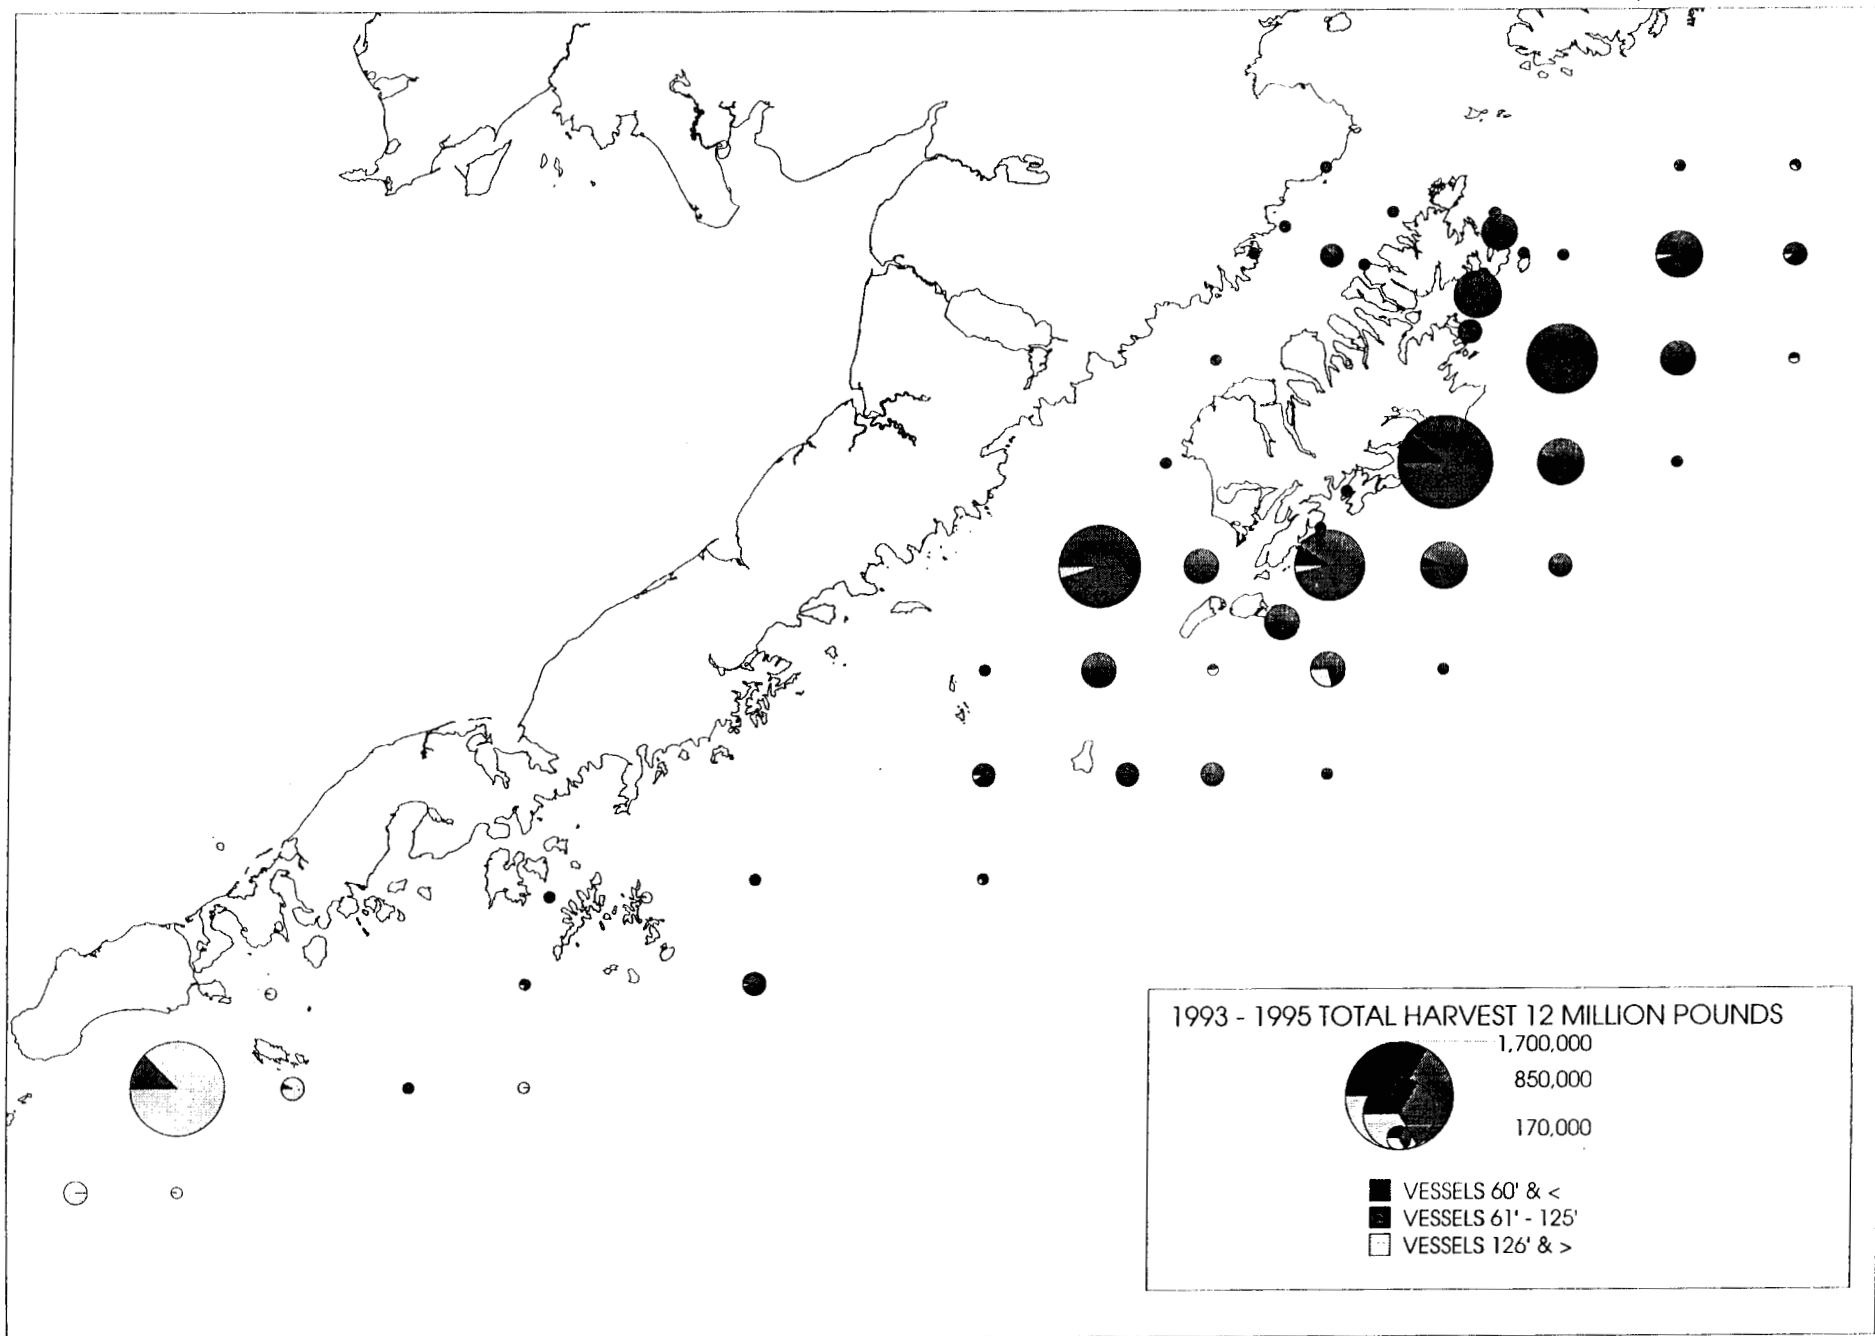 1993 - 1995 TOTAL HARVEST 12 MILLION POUNDS
1,700,000
850,000
170,000
VESSELS 60' & <
VESSELS 61' - 125'
VESSELS 126' & >